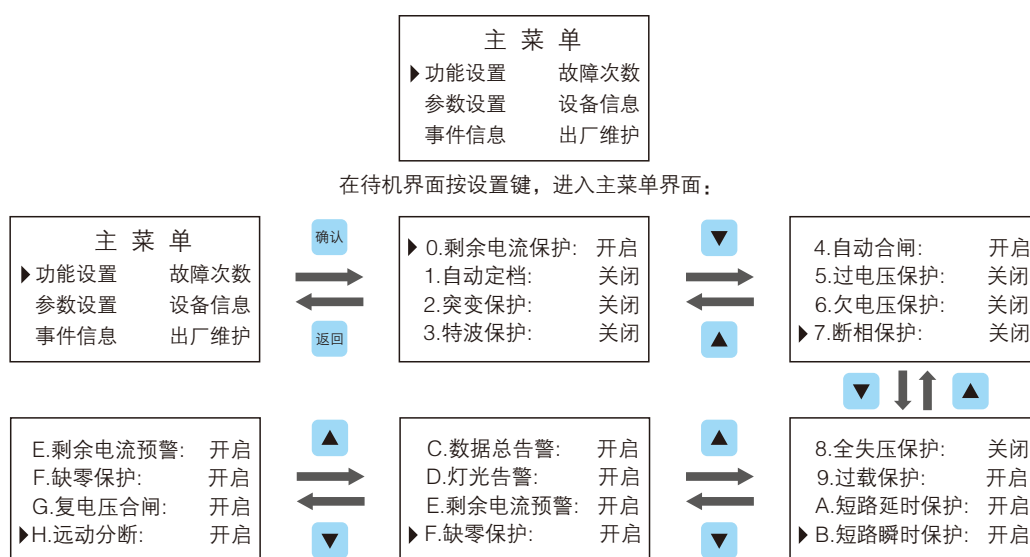 主 菜 单
功能设置 故障次数
参数设置 设备信息
事件信息 出厂维护
在待机界面按设置键，进入主菜单界面：
主 菜 单
功能设置 故障次数
参数设置 设备信息
事件信息 出厂维护
确认
返回
0.剩余电流保护: 开启
1.自动定档: 关闭
2.突变保护: 关闭
3.特波保护: 关闭
4.自动合闸: 开启
5.过电压保护: 关闭
6.欠电压保护: 关闭
7.断相保护: 关闭
E.剩余电流预警: 开启
F.缺零保护: 开启
G.复电压合闸: 开启
H.远动分断: 开启
C.数据总告警: 开启
D.灯光告警: 开启
E.剩余电流预警: 开启
F.缺零保护: 开启
8.全失压保护: 关闭
9.过载保护: 开启
A.短路延时保护: 开启
B.短路瞬时保护: 开启